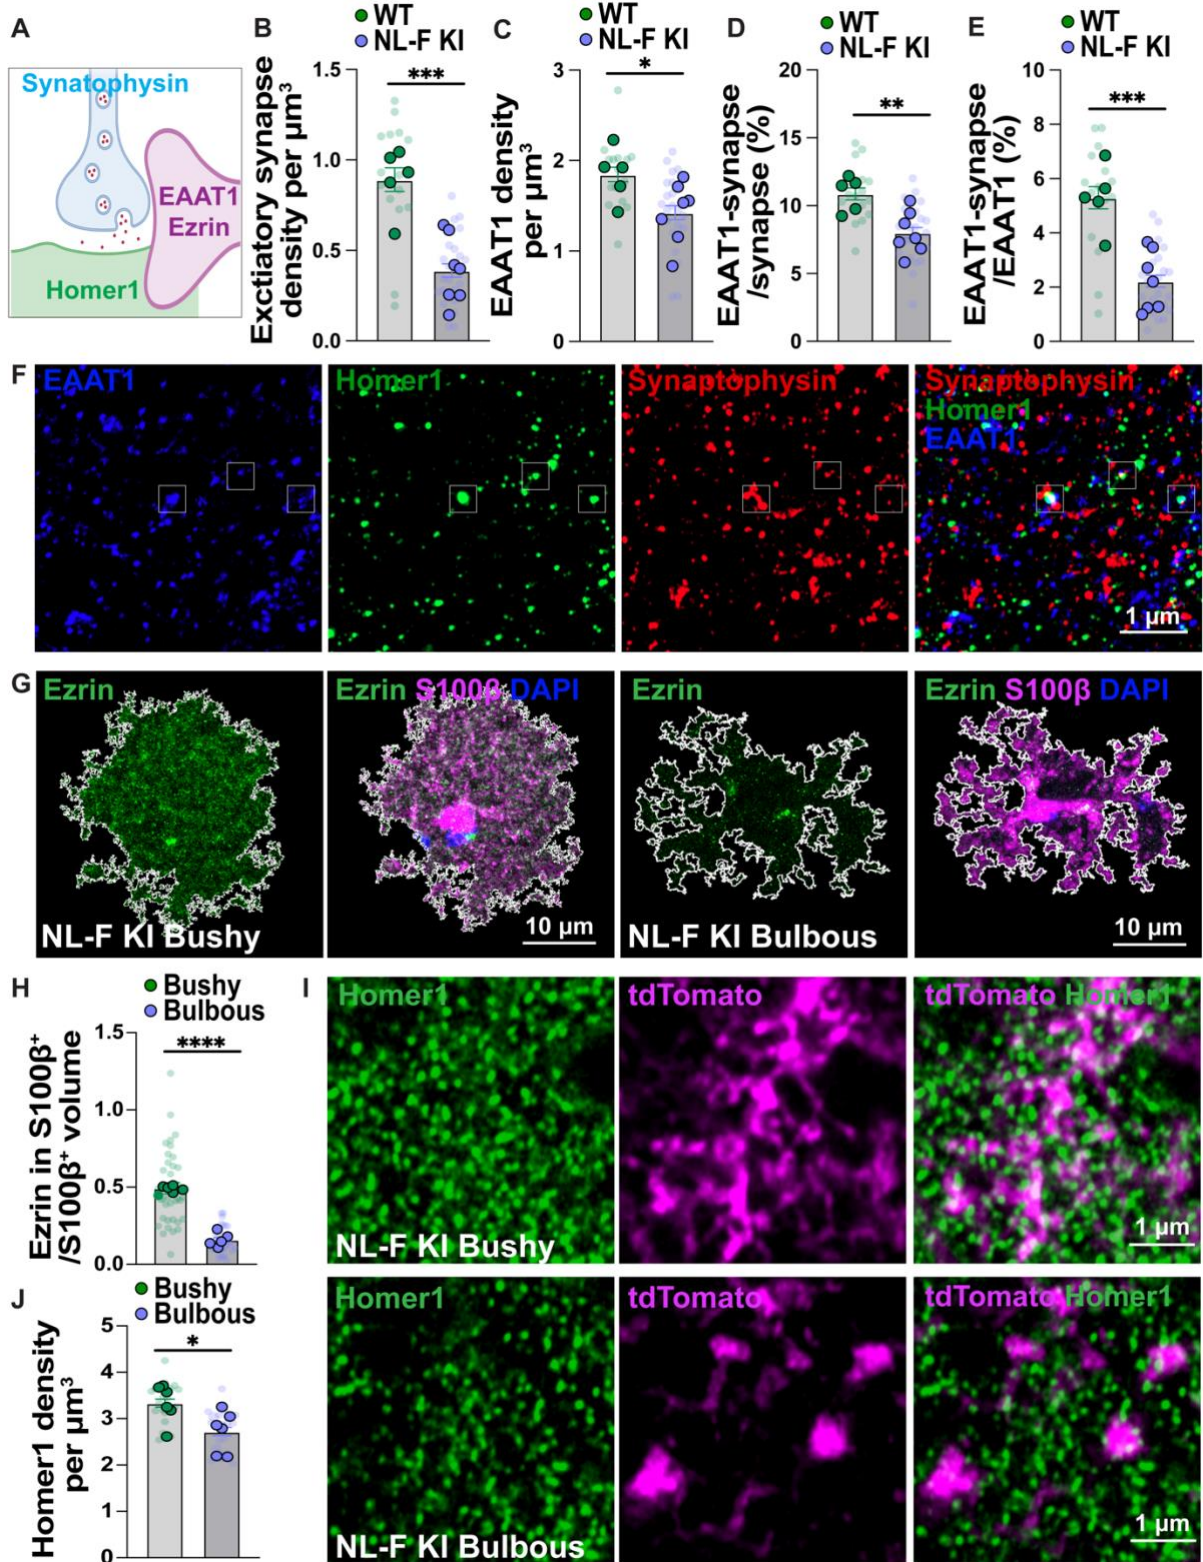 A
Synatophysin
EAAT1
Ezrin
Homer1
B
WT
NL-F KI
***
Exctiatory synapse
density per µm³
1.5
1.0
0.5
0.0
C
WT
NL-F KI
*
EAAT1 density
per µm³
3
2
1
0
D
WT
NL-F KI
**
EAAT1-synapse
/synapse (%)
20
15
10
5
0
E
WT
NL-F KI
***
EAAT1-synapse
/EAAT1 (%)
10
8
6
4
2
0
F
EAAT1
Homer1
Synaptophysin
Synaptophysin
Homer1
EAAT1
1 µm
G
Ezrin
NL-F KI Bushy
Ezrin S100β DAPI
10 µm
Ezrin
NL-F KI Bulbous
Ezrin S100β DAPI
10 µm
H
Bushy
Bulbous
****
Ezrin in S100β⁺
/S100β⁺ volume
1.5
1.0
0.5
0.0
I
Homer1
NL-F KI Bushy
tdTomato
tdTomato Homer1
1 µm
Homer1
NL-F KI Bulbous
tdTomato
tdTomato Homer1
1 µm
J
Bushy
Bulbous
*
Homer1 density
per µm³
5
4
3
2
1
0